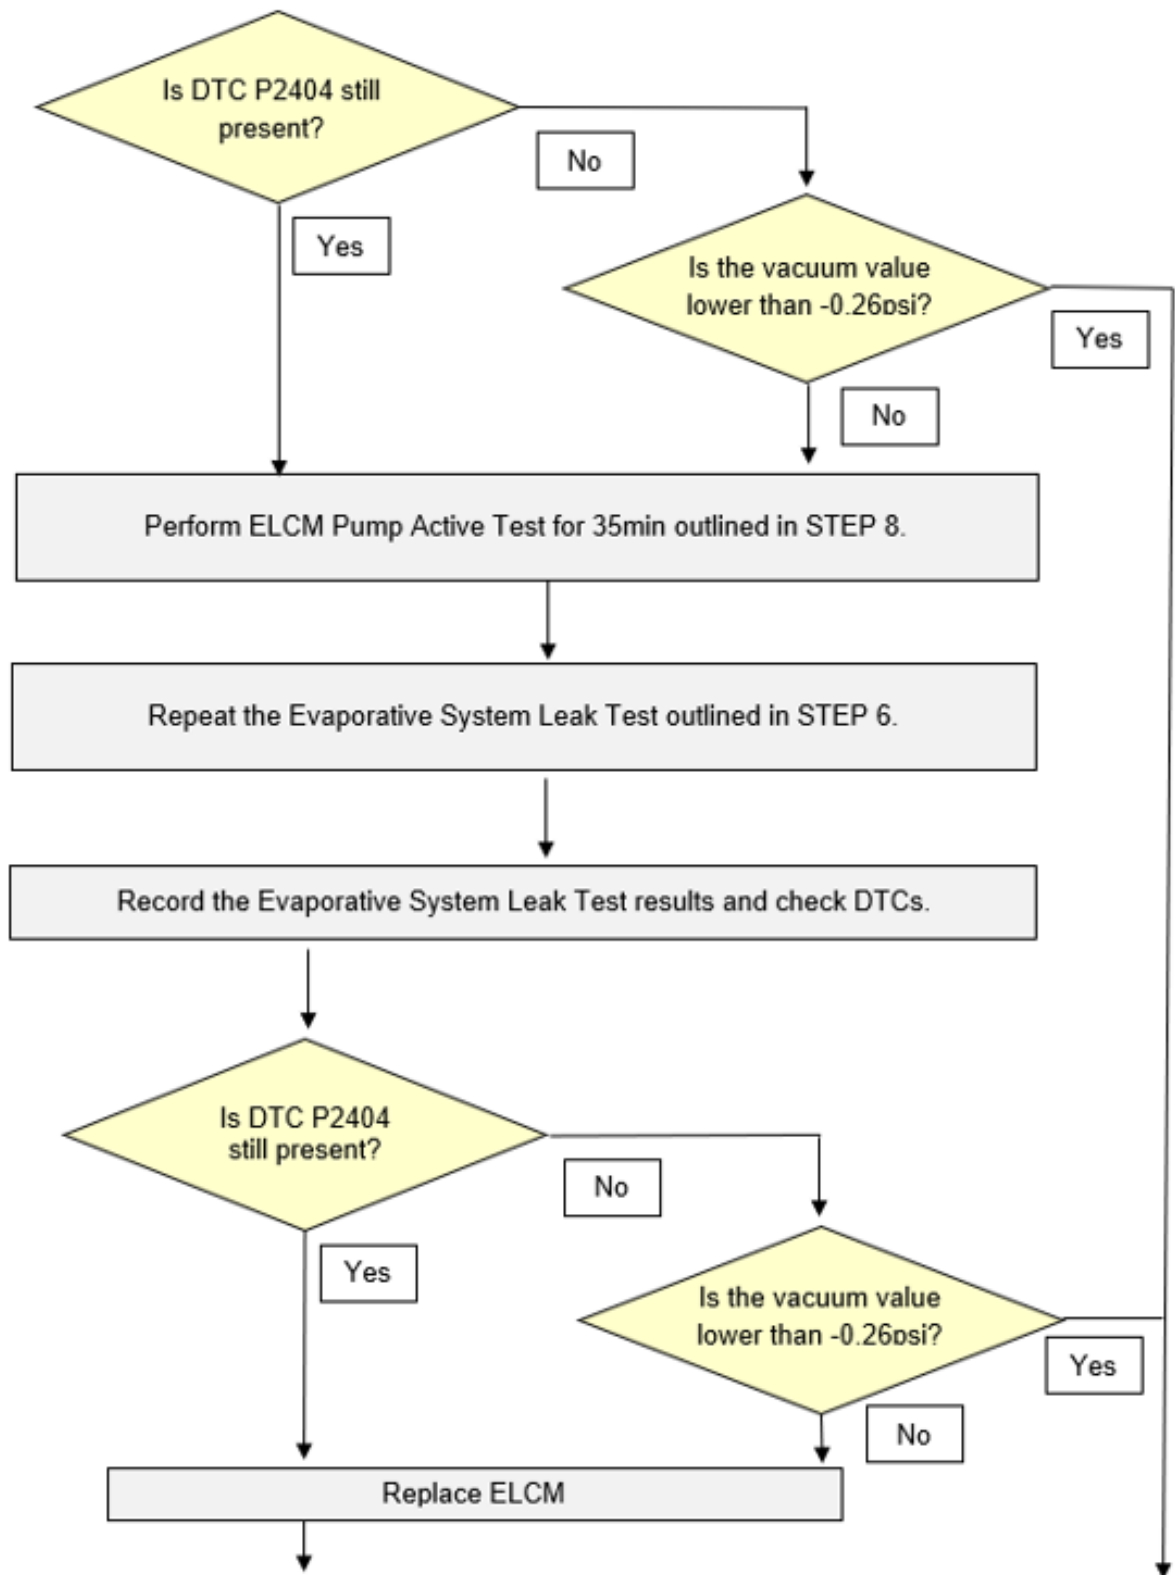 Is DTC P2404 still
present?
No
Yes
Is the vacuum value
lower than -0.26psi?
Yes
No
Perform ELCM Pump Active Test for 35min outlined in STEP 8.
Repeat the Evaporative System Leak Test outlined in STEP 6.
Record the Evaporative System Leak Test results and check DTCs.
Is DTC P2404
still present?
No
Yes
Is the vacuum value
lower than -0.26psi?
Yes
No
Replace ELCM